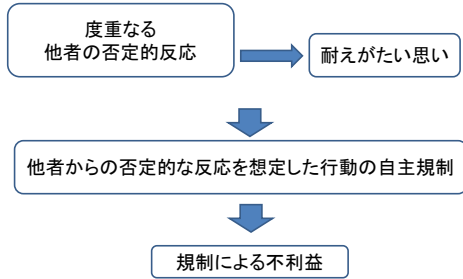 度重なる
他者の否定的反応
耐えがたい思い
他者からの否定的な反応を想定した行動の自主規制
規制による不利益